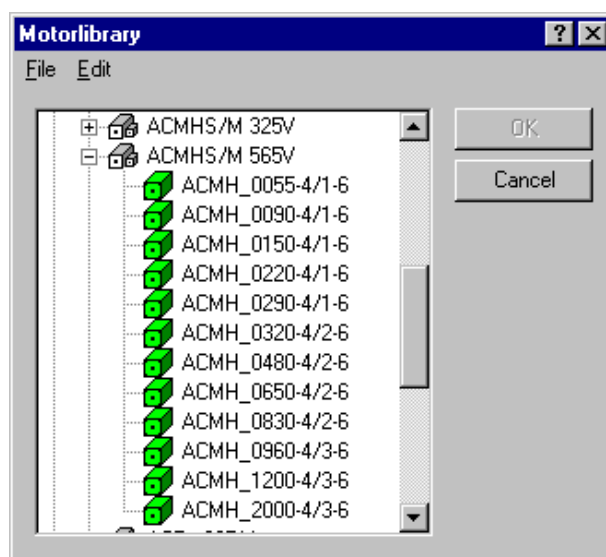 Motorlibrary
File Edit
ACMHS/M 325V
OK
ACMHS/M 565V
Cancel
ACMH_0055-4/1-6
ACMH_0090-4/1-6
ACMH_0150-4/1-6
ACMH_0220-4/1-6
ACMH_0290-4/1-6
ACMH_0320-4/2-6
ACMH_0480-4/2-6
ACMH_0650-4/2-6
ACMH_0830-4/2-6
ACMH_0960-4/3-6
ACMH_1200-4/3-6
ACMH_2000-4/3-6